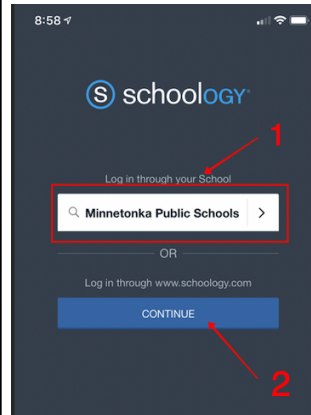 8:58
schoology
1
Log in through your School
Minnetonka Public Schools
OR
Log in through www.schoology.com
CONTINUE
2